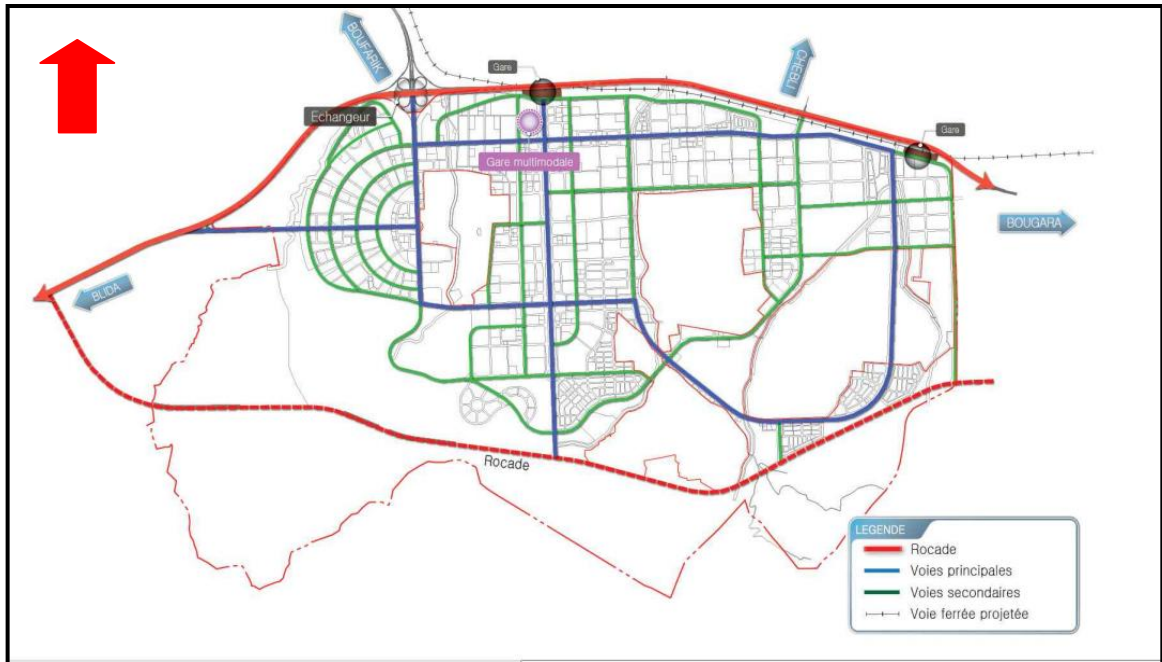 BOUFARIK
CHEBLI
Gare
Echangeur
Gare
Gare multimodale
BOUGARA
BLIDA
Rocade
LEGENDE
Rocade
Voies principales
Voies secondaires
Voie ferrée projetée